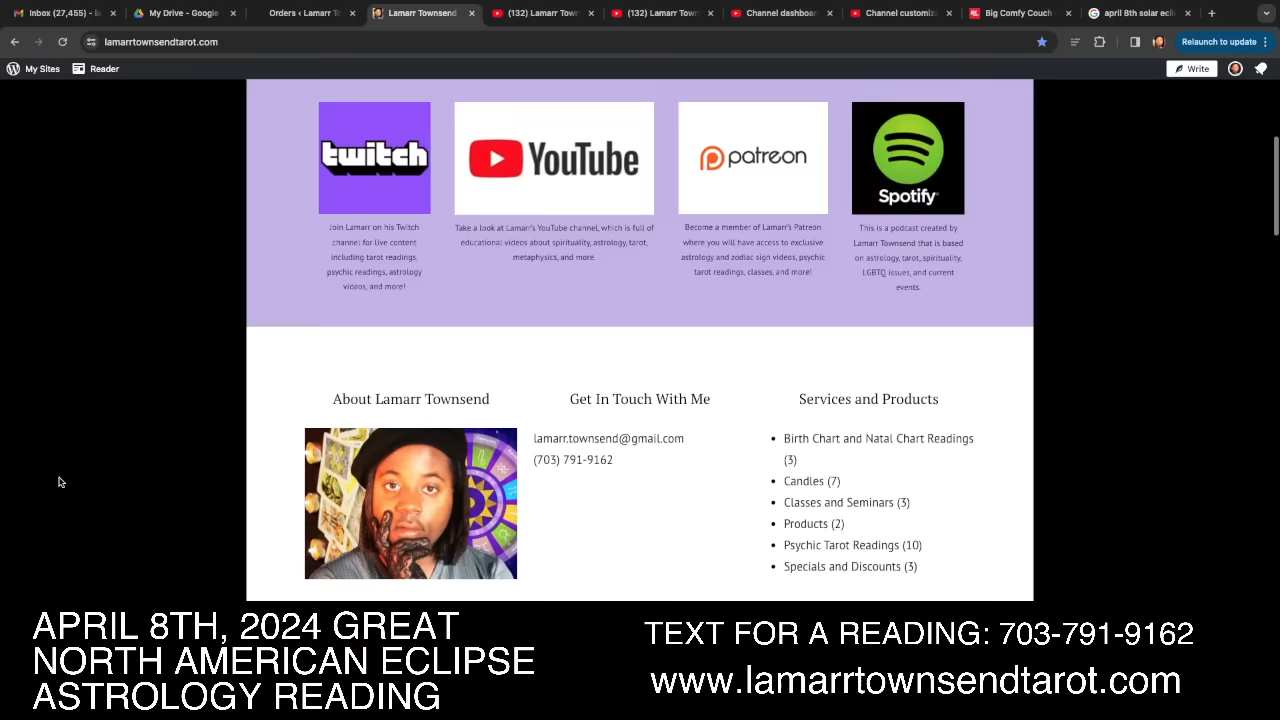 Inbox (27,455) – la
My Drive – Google
Orders ‹ Lamarr T
Lamarr Townsend
(132) Lamarr Town
(132) Lamarr Town
Channel dashboar
Channel customiza
Big Comfy Couch
april 8th solar ecli
lamarrtownsendtarot.com
Relaunch to update
My Sites
Reader
Write
twitch
YouTube
patreon
Spotify
Join Lamarr on his Twitch
channel for live content
including tarot readings,
psychic readings, astrology
videos, and more!
Take a look at Lamarr's YouTube channel, which is full of
educational videos about spirituality, astrology, tarot,
metaphysics, and more.
Become a member of Lamarr's Patreon
where you will have access to exclusive
astrology and zodiac sign videos, psychic
tarot readings, classes, and more!
This is a podcast created by
Lamarr Townsend that is based
on astrology, tarot, spirituality,
LGBTQ issues, and current
events.
About Lamarr Townsend
Get In Touch With Me
lamarr.townsend@gmail.com
(703) 791-9162
Services and Products
Birth Chart and Natal Chart Readings
(3)
Candles (7)
Classes and Seminars (3)
Products (2)
Psychic Tarot Readings (10)
Specials and Discounts (3)
APRIL 8TH, 2024 GREAT
NORTH AMERICAN ECLIPSE
ASTROLOGY READING
TEXT FOR A READING: 703-791-9162
www.lamarrtownsendtarot.com